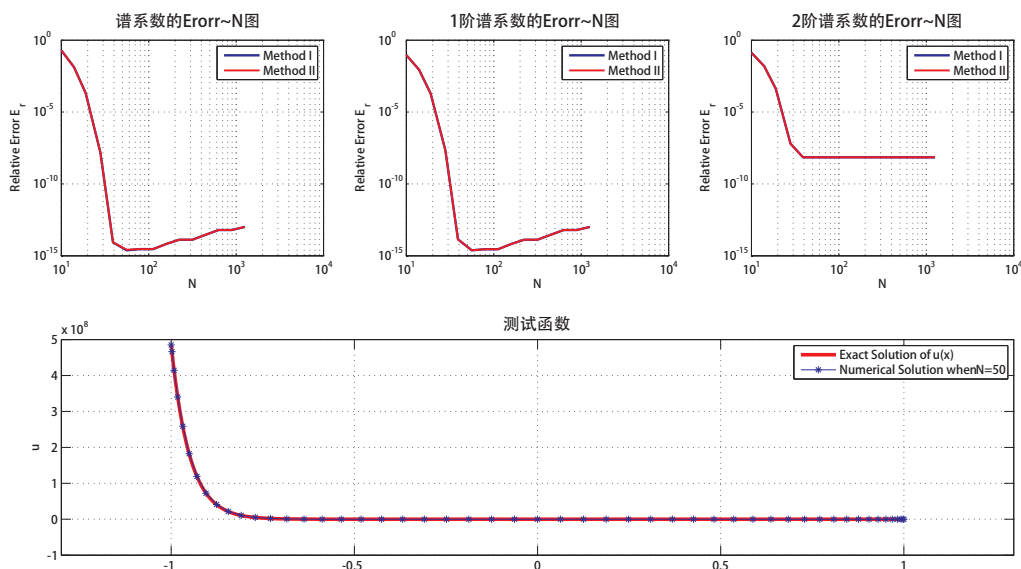 谱系数的Erorr~N图
10^0
10^-5
10^-10
10^-15
Relative Error E_r
Method I
Method II
10^1
10^2
10^3
10^4
N
1阶谱系数的Erorr~N图
10^0
10^-5
10^-10
10^-15
Relative Error E_r
Method I
Method II
10^1
10^2
10^3
10^4
N
2阶谱系数的Erorr~N图
10^0
10^-5
10^-10
10^-15
Relative Error E_r
Method I
Method II
10^1
10^2
10^3
10^4
N
测试函数
x 10^8
5
4
3
2
1
0
-1
u
Exact Solution of u(x)
Numerical Solution whenN=50
-1
-0.5
0
0.5
1